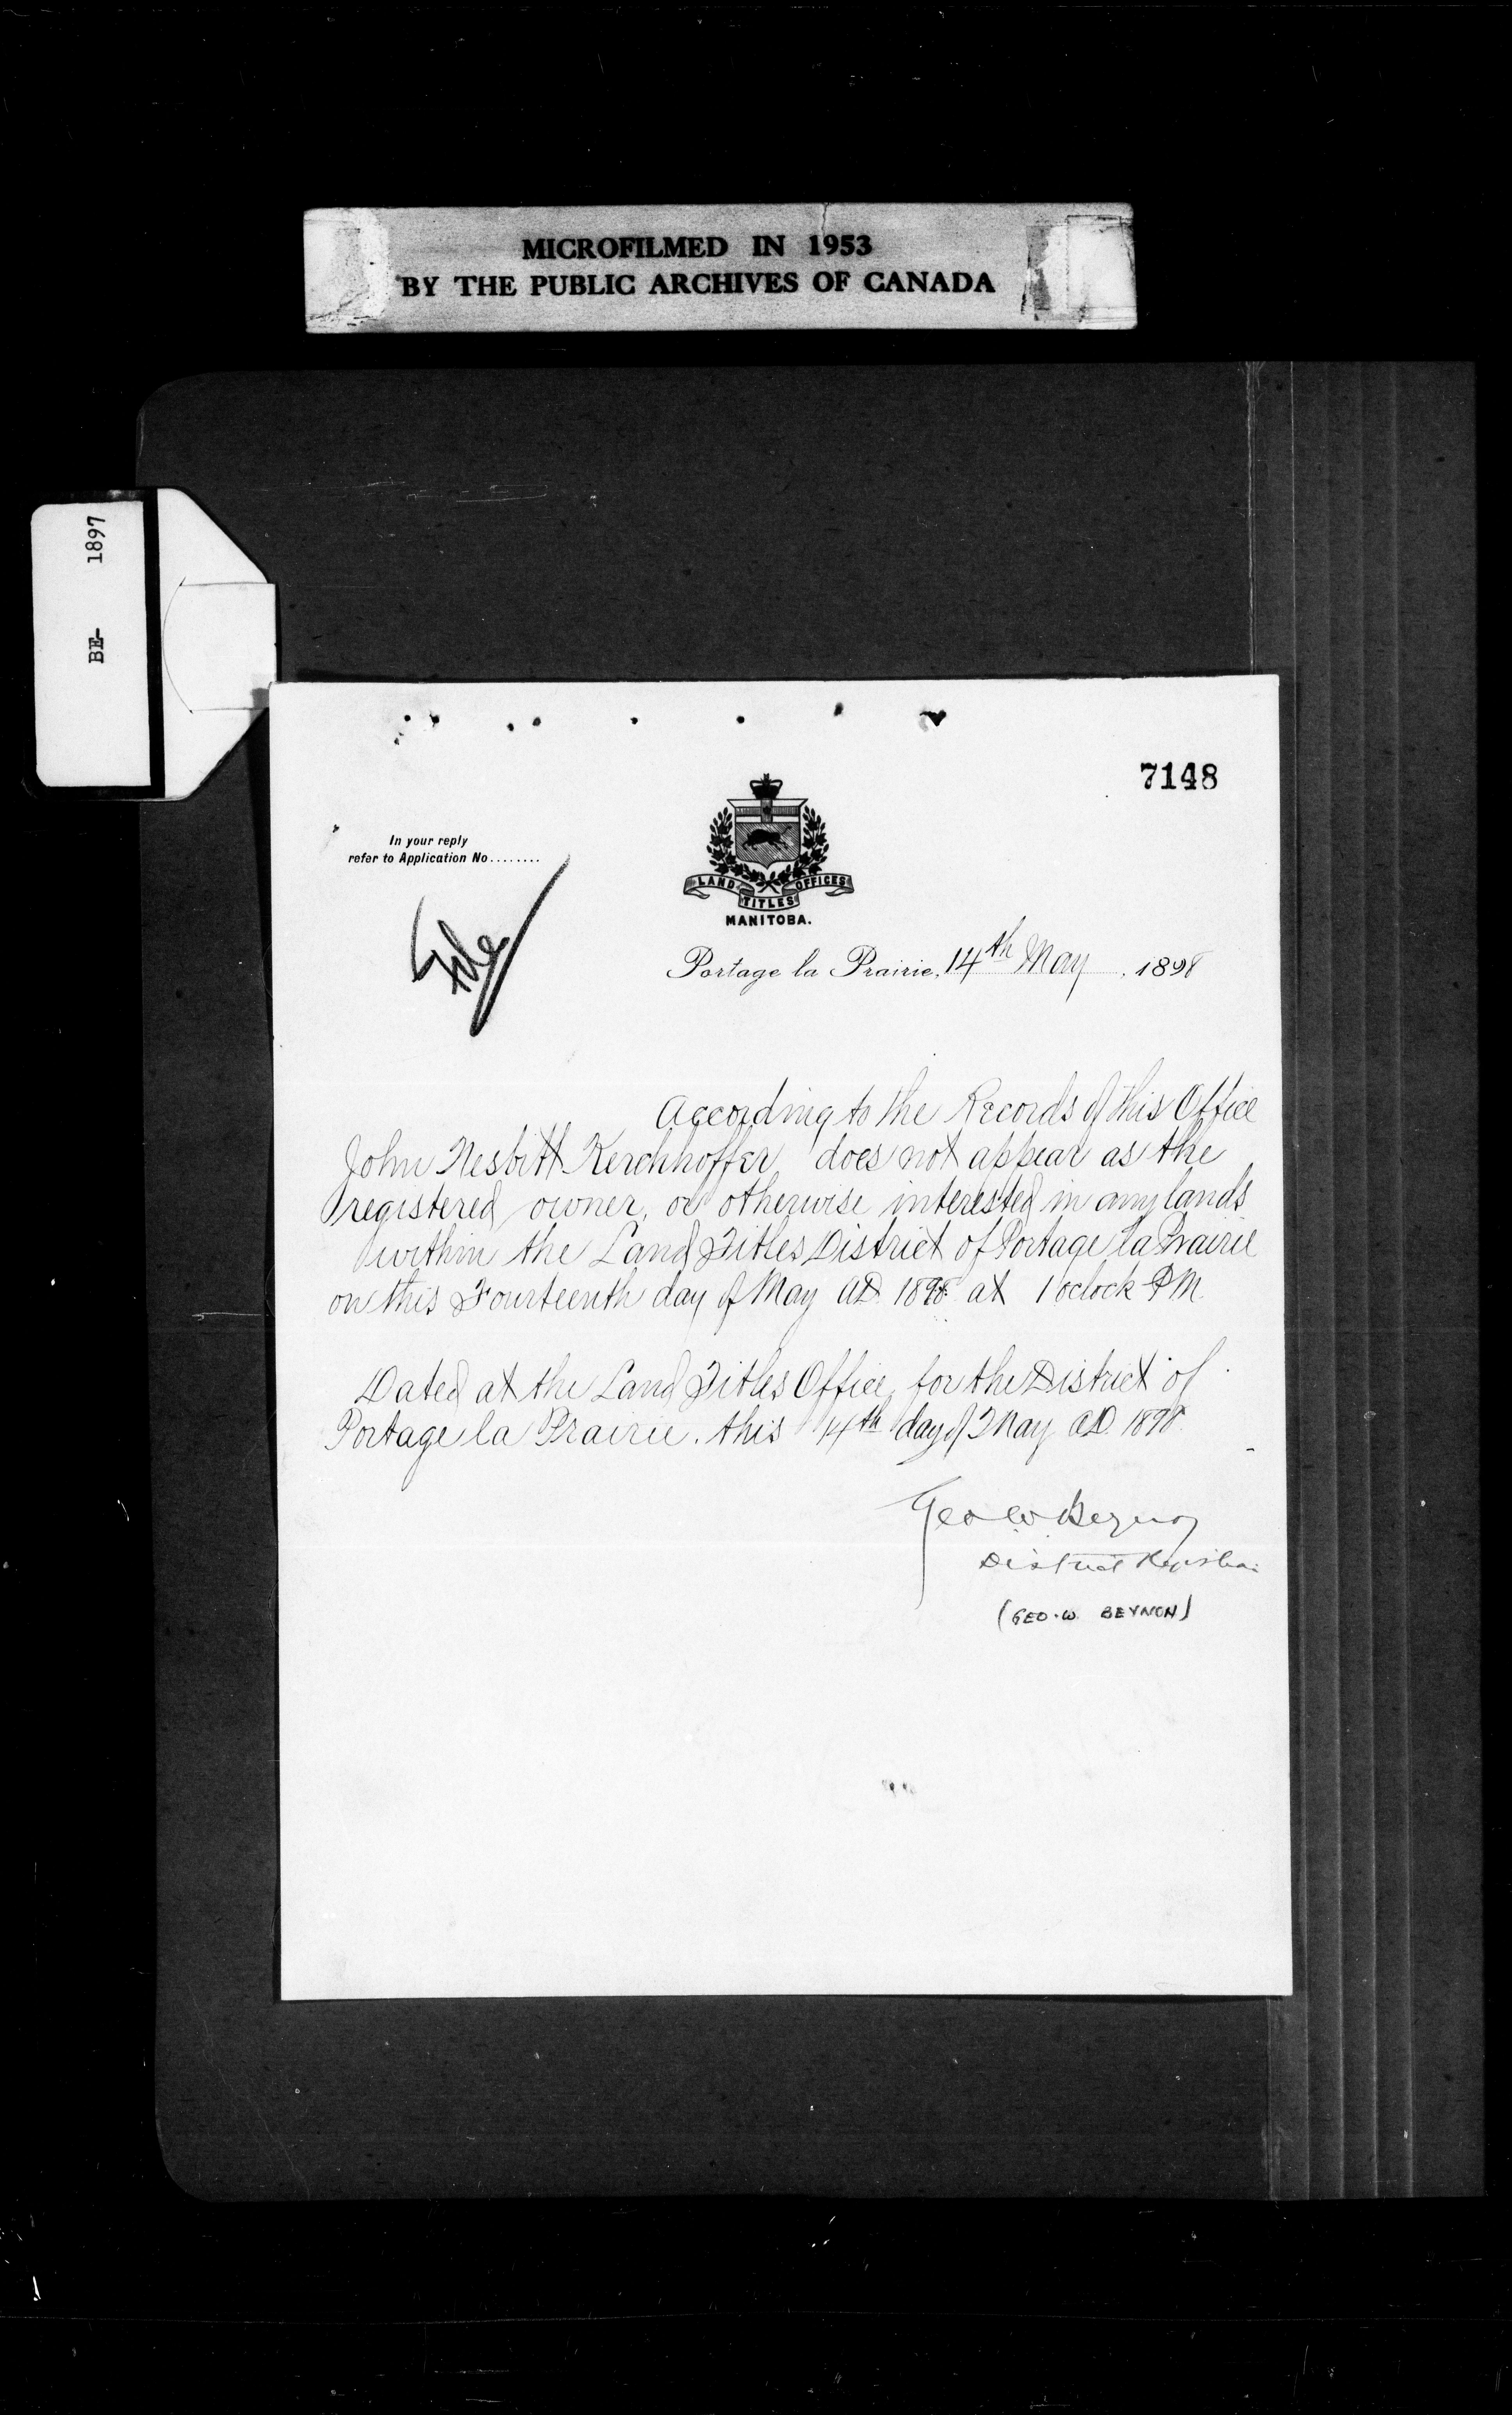 MICROFILMED IN 1953
BY THE PUBLIC ARCHIVES OF CANADA
BE- 1897
7148
In your reply
refer to Application No........
LAND TITLES OFFICES
MANITOBA.
File
Portage la Prairie, 14th May, 1898
According to the Records of this Office
John Nesbitt Kerchhoffer does not appear as the
registered owner, or otherwise interested in any lands
within the Land Titles District of Portage la Prairie
on this Fourteenth day of May AD 1898 at 1 oclock PM
Dated at the Land Titles Office, for the District of
Portage la Prairie. this 14th day of May AD. 1898.
Geo W Beynon
District Registrar
(GEO. W. BEYNON)